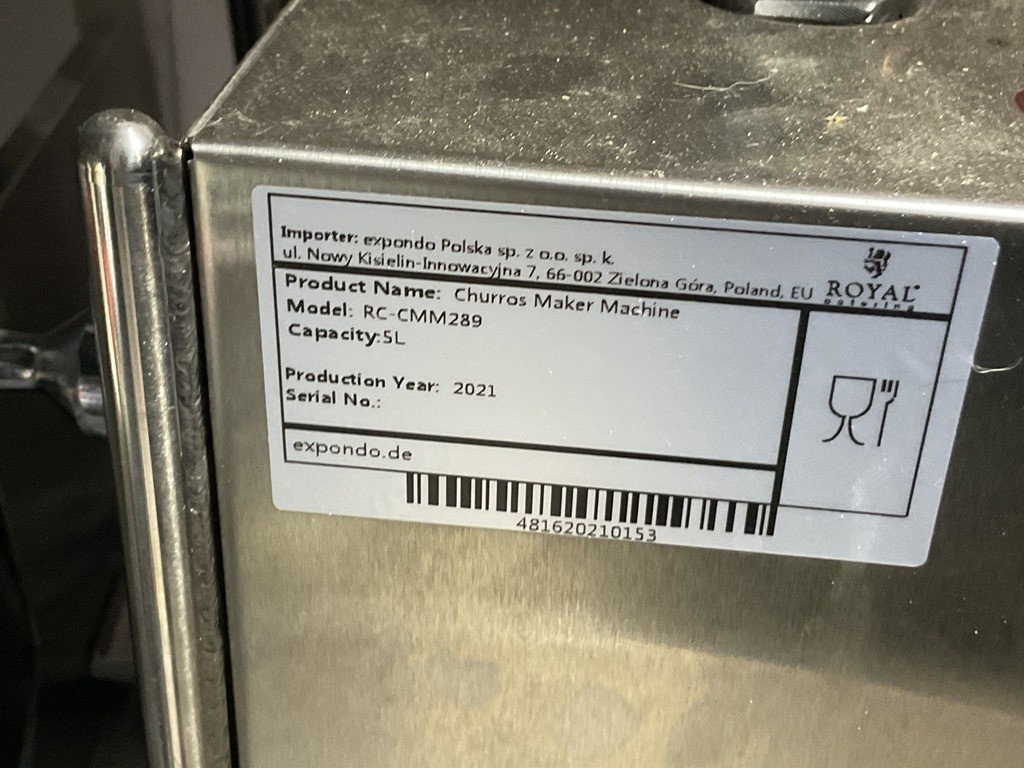 Importer: expondo Polska sp. z o.o. sp. k.
ul. Nowy Kisielin-Innowacyjna 7, 66-002 Zielona Góra, Poland, EU
ROYAL
catering
Product Name: Churros Maker Machine
Model: RC-CMM289
Capacity:5L
Production Year: 2021
Serial No.:
expondo.de
481620210153